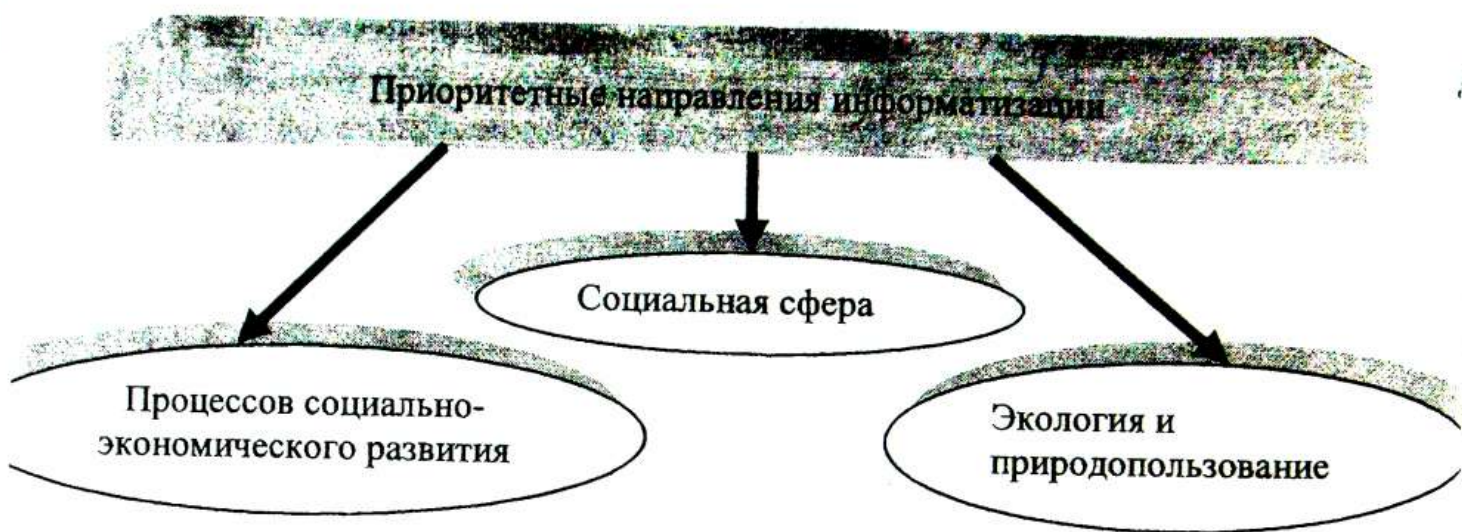 Приоритетные направления информатизации
Социальная сфера
Процессов социально-
экономического развития
Экология и
природопользование